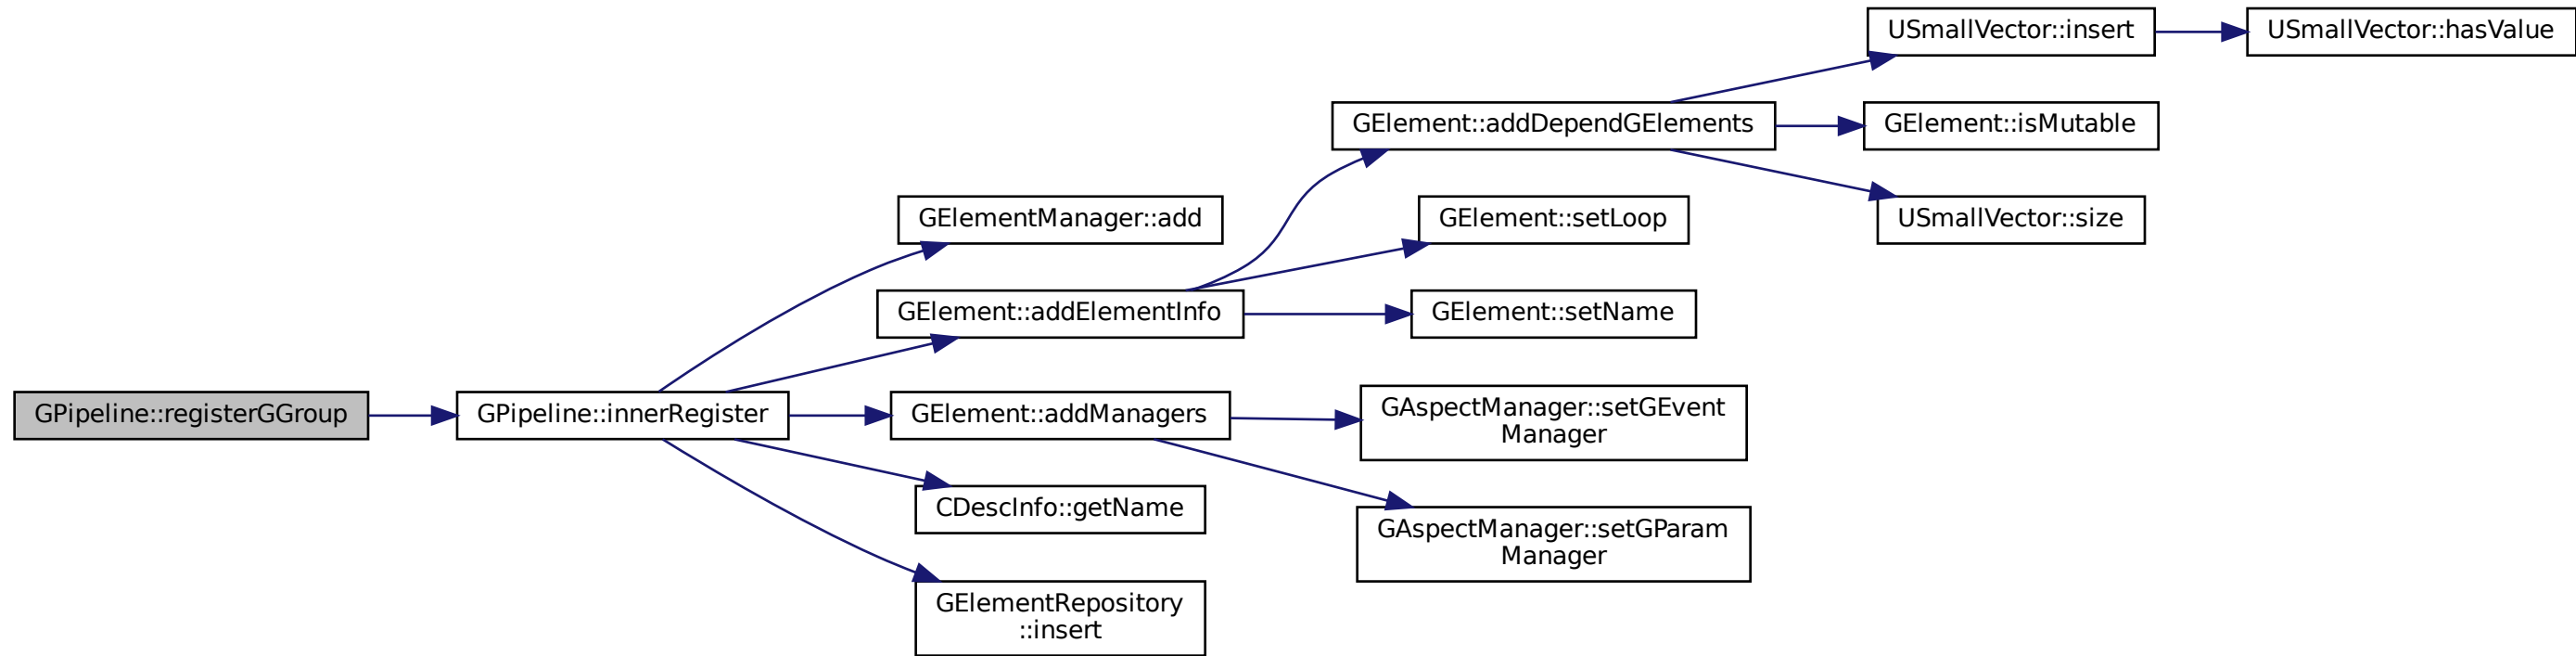 USmallVector::insert
USmallVector::hasValue
GElement::addDependGElements
GElement::isMutable
GElementManager::add
GElement::setLoop
USmallVector::size
GElement::addElementInfo
GElement::setName
GPipeline::registerGGroup
GPipeline::innerRegister
GElement::addManagers
GAspectManager::setGEvent
Manager
CDescInfo::getName
GAspectManager::setGParam
Manager
GElementRepository
::insert